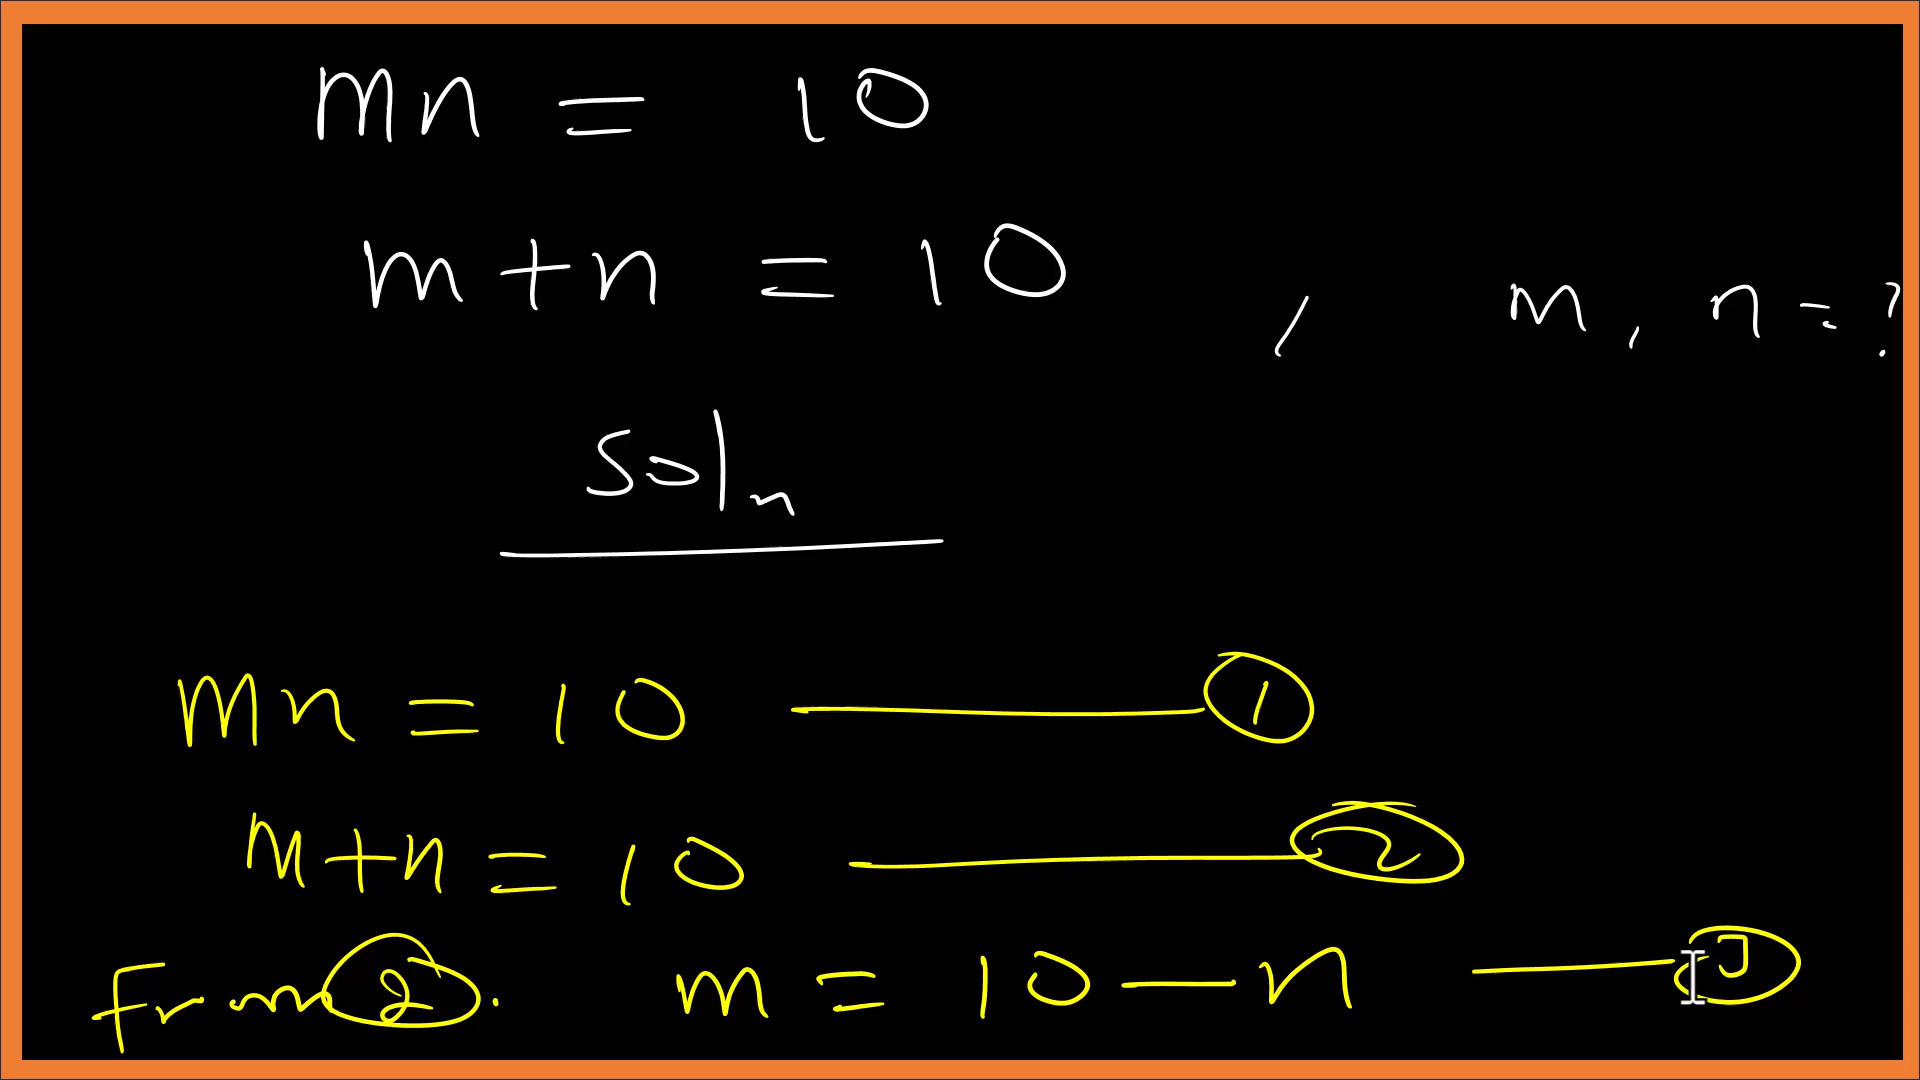 mn = 10
m+n = 10 , m, n = ?
Soln
mn = 10 ——— 1
m+n = 10 ——— 2
From 2. m = 10 - n ——— 3